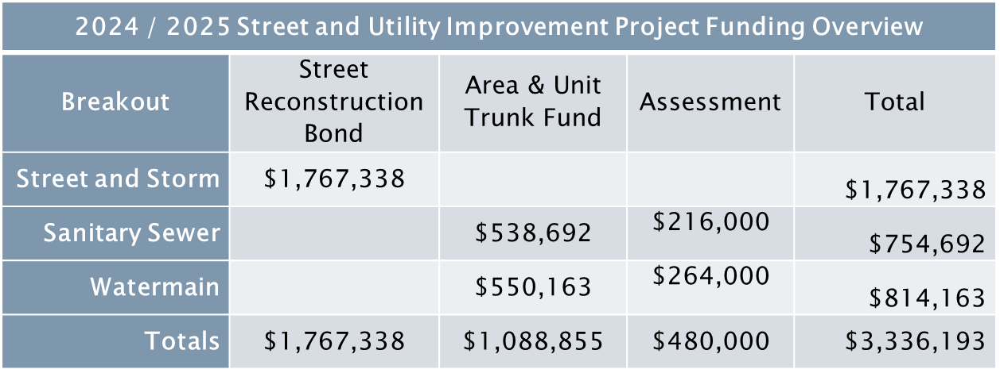 2024 / 2025 Street and Utility Improvement Project Funding Overview
Breakout
Street
Reconstruction
Bond
Area & Unit
Trunk Fund
Assessment
Total
Street and Storm $1,767,338 $1,767,338
Sanitary Sewer $538,692 $216,000 $754,692
Watermain $550,163 $264,000 $814,163
Totals $1,767,338 $1,088,855 $480,000 $3,336,193